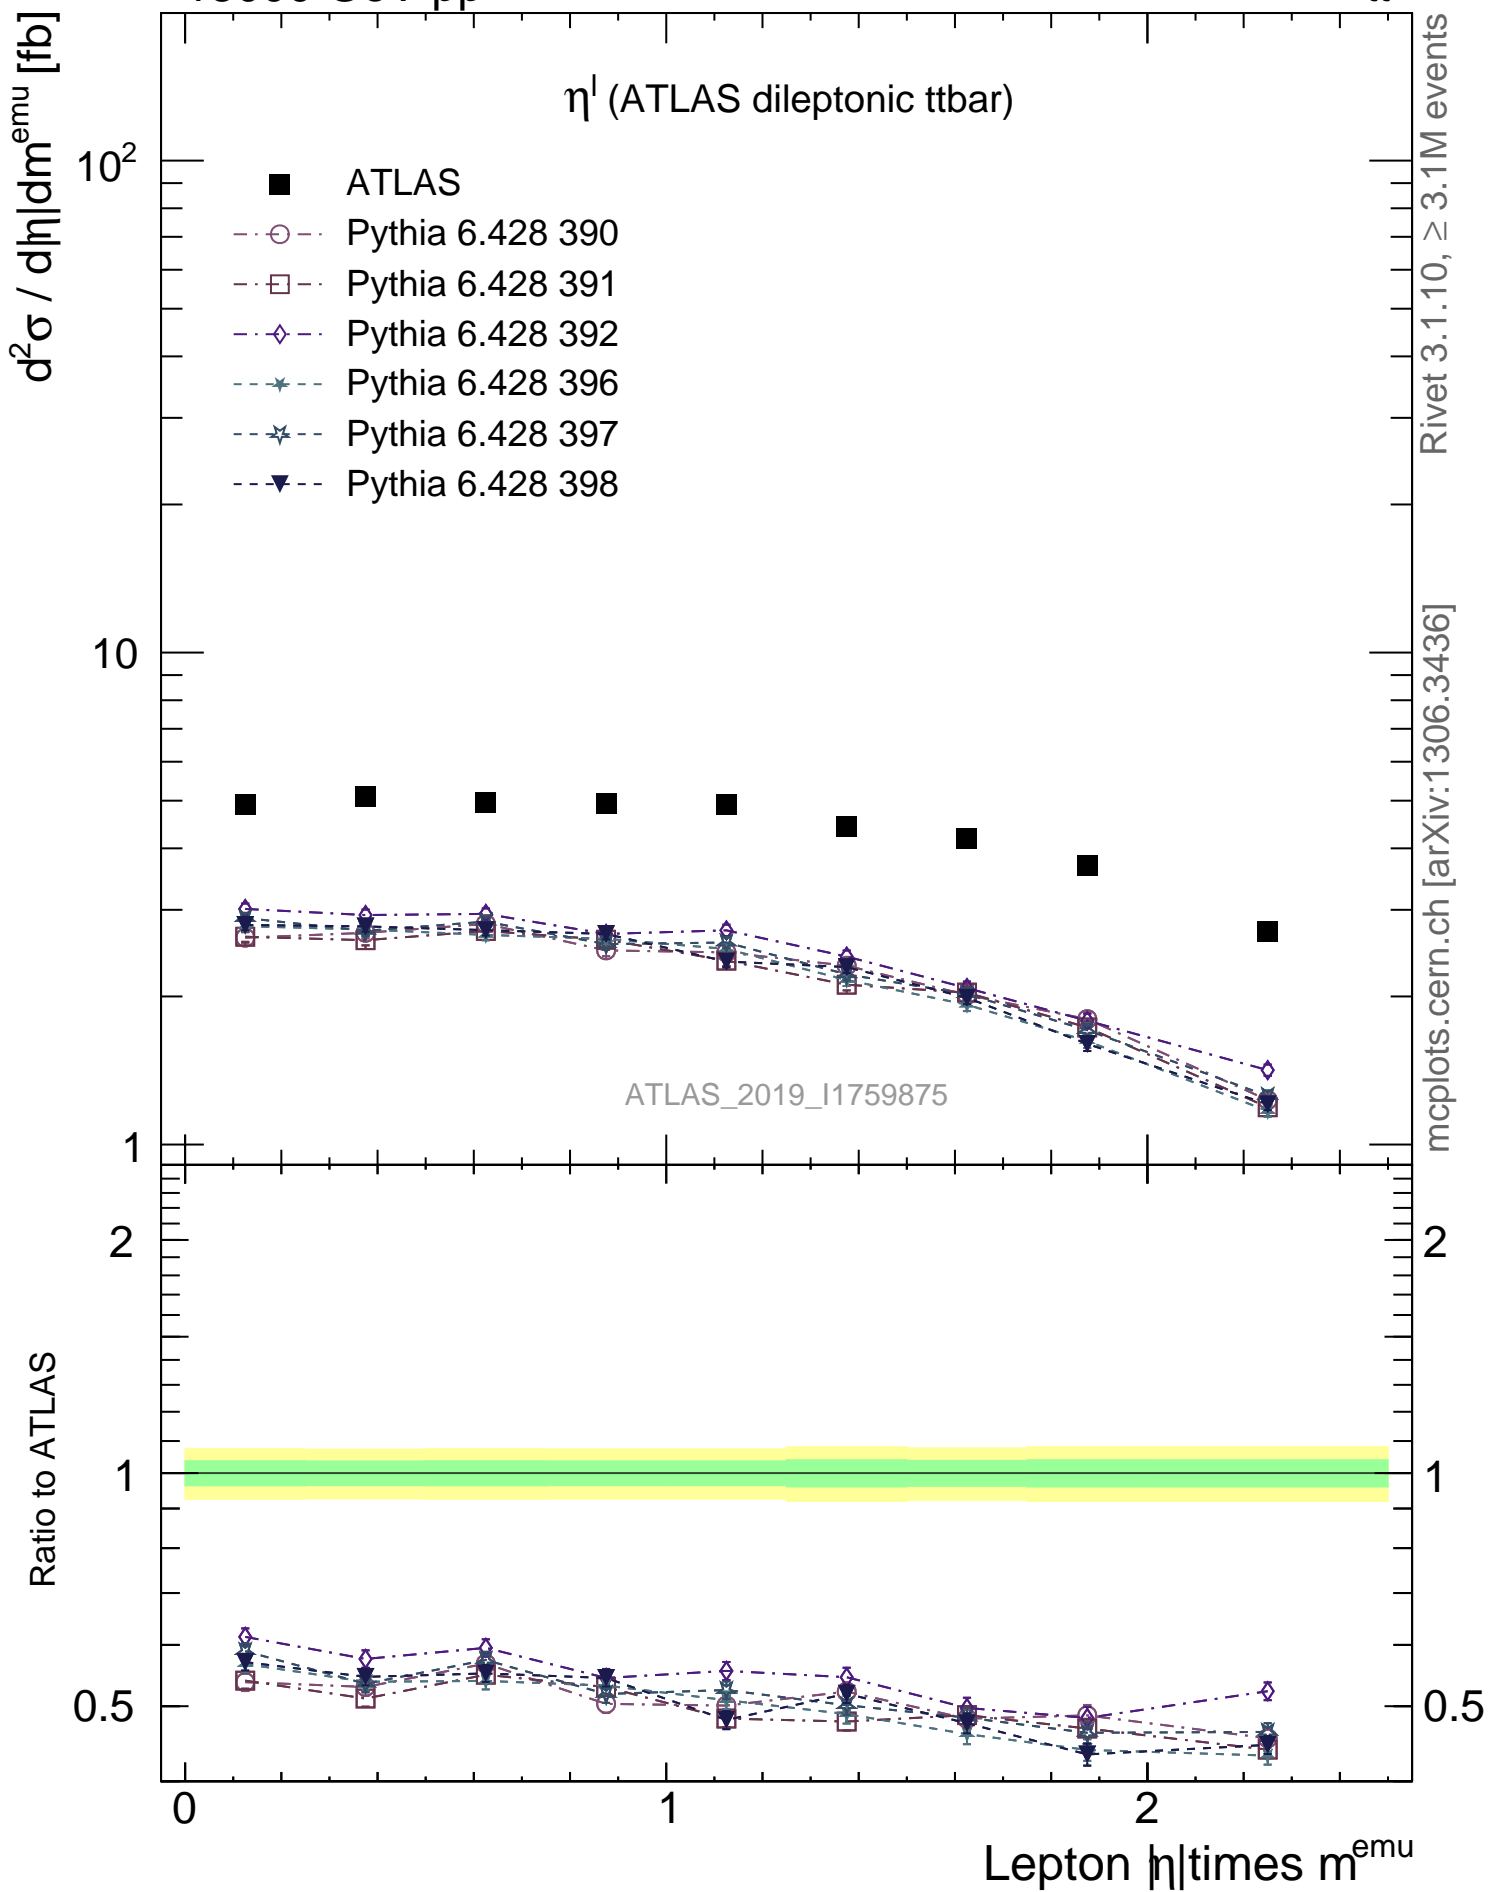 d²σ / d|η|dm^emu [fb]
η^l (ATLAS dileptonic ttbar)
ATLAS
Pythia 6.428 390
Pythia 6.428 391
Pythia 6.428 392
Pythia 6.428 396
Pythia 6.428 397
Pythia 6.428 398
10²
10
1
ATLAS_2019_I1759875
Rivet 3.1.10, ≥ 3.1M events
mcplots.cern.ch [arXiv:1306.3436]
Ratio to ATLAS
2
1
0.5
2
1
0.5
0 1 2
Lepton |η|times m^emu